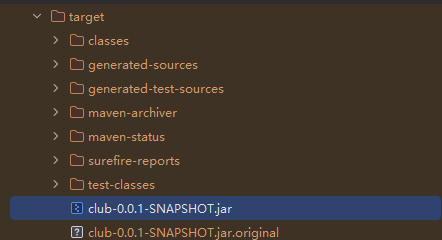 target
classes
generated-sources
generated-test-sources
maven-archiver
maven-status
surefire-reports
test-classes
club-0.0.1-SNAPSHOT.jar
club-0.0.1-SNAPSHOT.jar.original